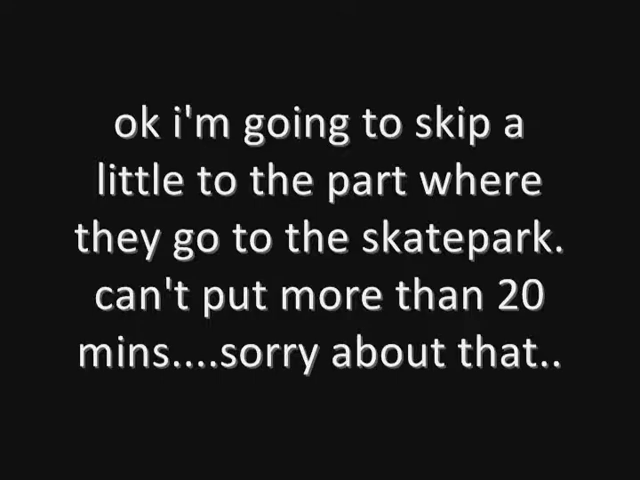 ok i'm going to skip a
little to the part where
they go to the skatepark.
can't put more than 20
mins....sorry about that..